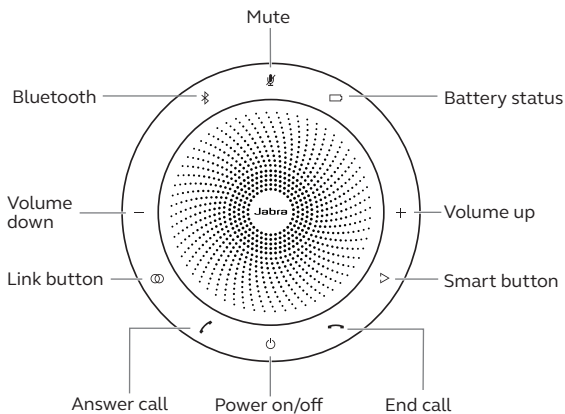 Mute
Bluetooth
Battery status
Volume
down
Jabra
Volume up
Link button
Smart button
Answer call
Power on/off
End call